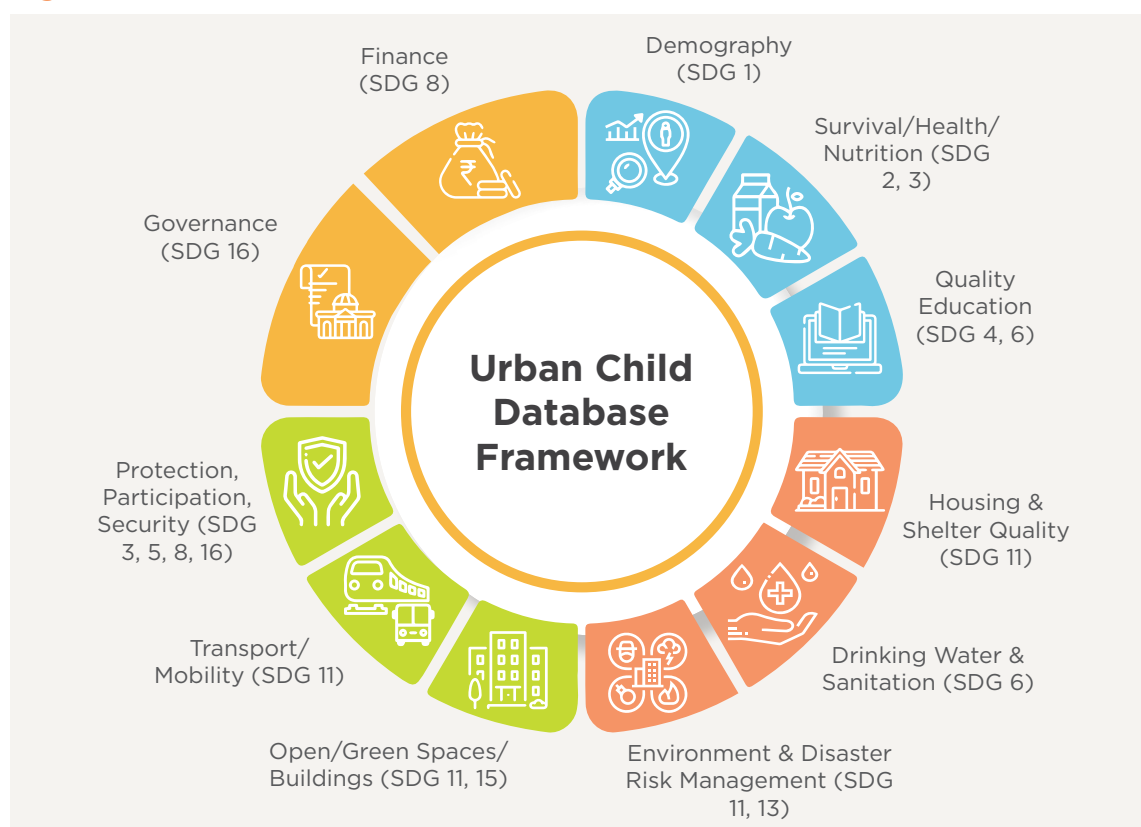 Finance
(SDG 8)
Demography
(SDG 1)
Survival/Health/
Nutrition (SDG
2, 3)
Governance
(SDG 16)
Quality
Education
(SDG 4, 6)
Urban Child
Database
Framework
₹
Protection,
Participation,
Security (SDG
3, 5, 8, 16)
Housing &
Shelter Quality
(SDG 11)
Transport/
Mobility (SDG 11)
Drinking Water &
Sanitation (SDG 6)
Open/Green Spaces/
Buildings (SDG 11, 15)
Environment & Disaster
Risk Management (SDG
11, 13)